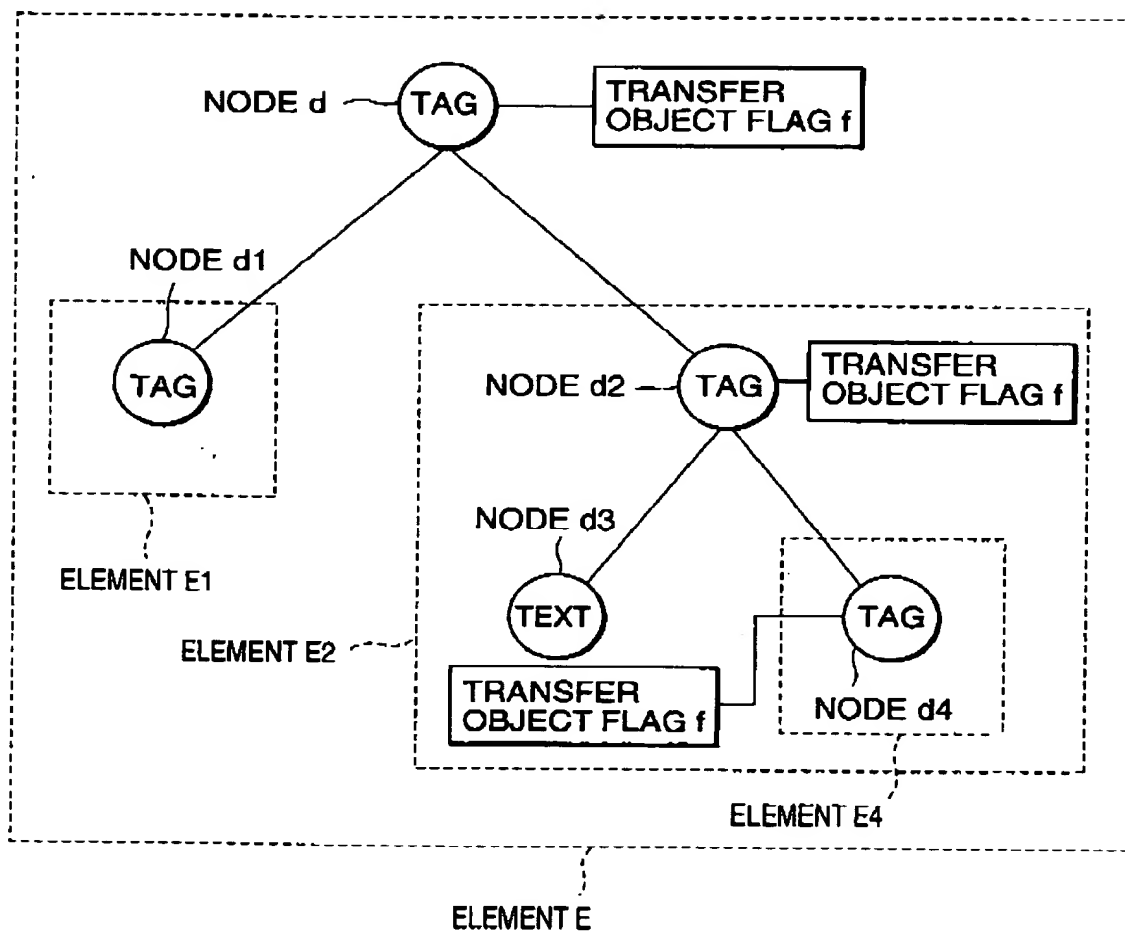 NODE d
TAG
TRANSFER
OBJECT FLAG f
NODE d1
TAG
ELEMENT E1
NODE d2
TAG
TRANSFER
OBJECT FLAG f
NODE d3
TEXT
TAG
ELEMENT E2
TRANSFER
OBJECT FLAG f
NODE d4
ELEMENT E4
ELEMENT E